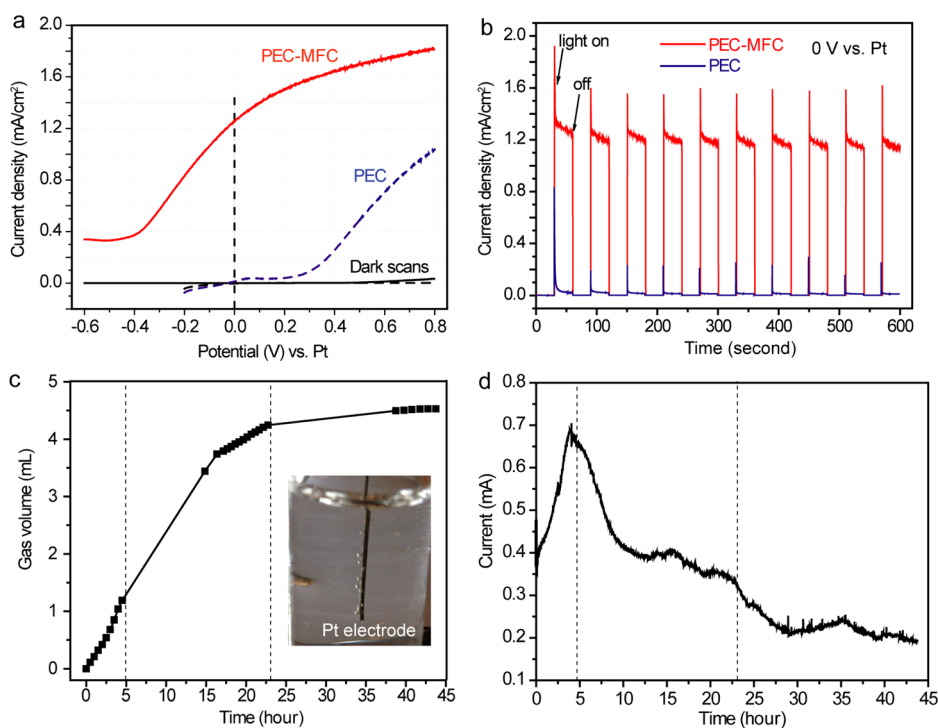 a
PEC-MFC
PEC
Dark scans
Current density (mA/cm²)
2.0
1.6
1.2
0.8
0.4
0.0
-0.6 -0.4 -0.2 0.0 0.2 0.4 0.6 0.8
Potential (V) vs. Pt
b
light on
off
PEC-MFC
PEC
0 V vs. Pt
Current density (mA/cm²)
2.0
1.6
1.2
0.8
0.4
0.0
0 100 200 300 400 500 600
Time (second)
c
Gas volume (mL)
5
4
3
2
1
0
Pt electrode
0 5 10 15 20 25 30 35 40 45
Time (hour)
d
Current (mA)
0.8
0.7
0.6
0.5
0.4
0.3
0.2
0.1
0 5 10 15 23 25 30 35 40 45
Time (hour)